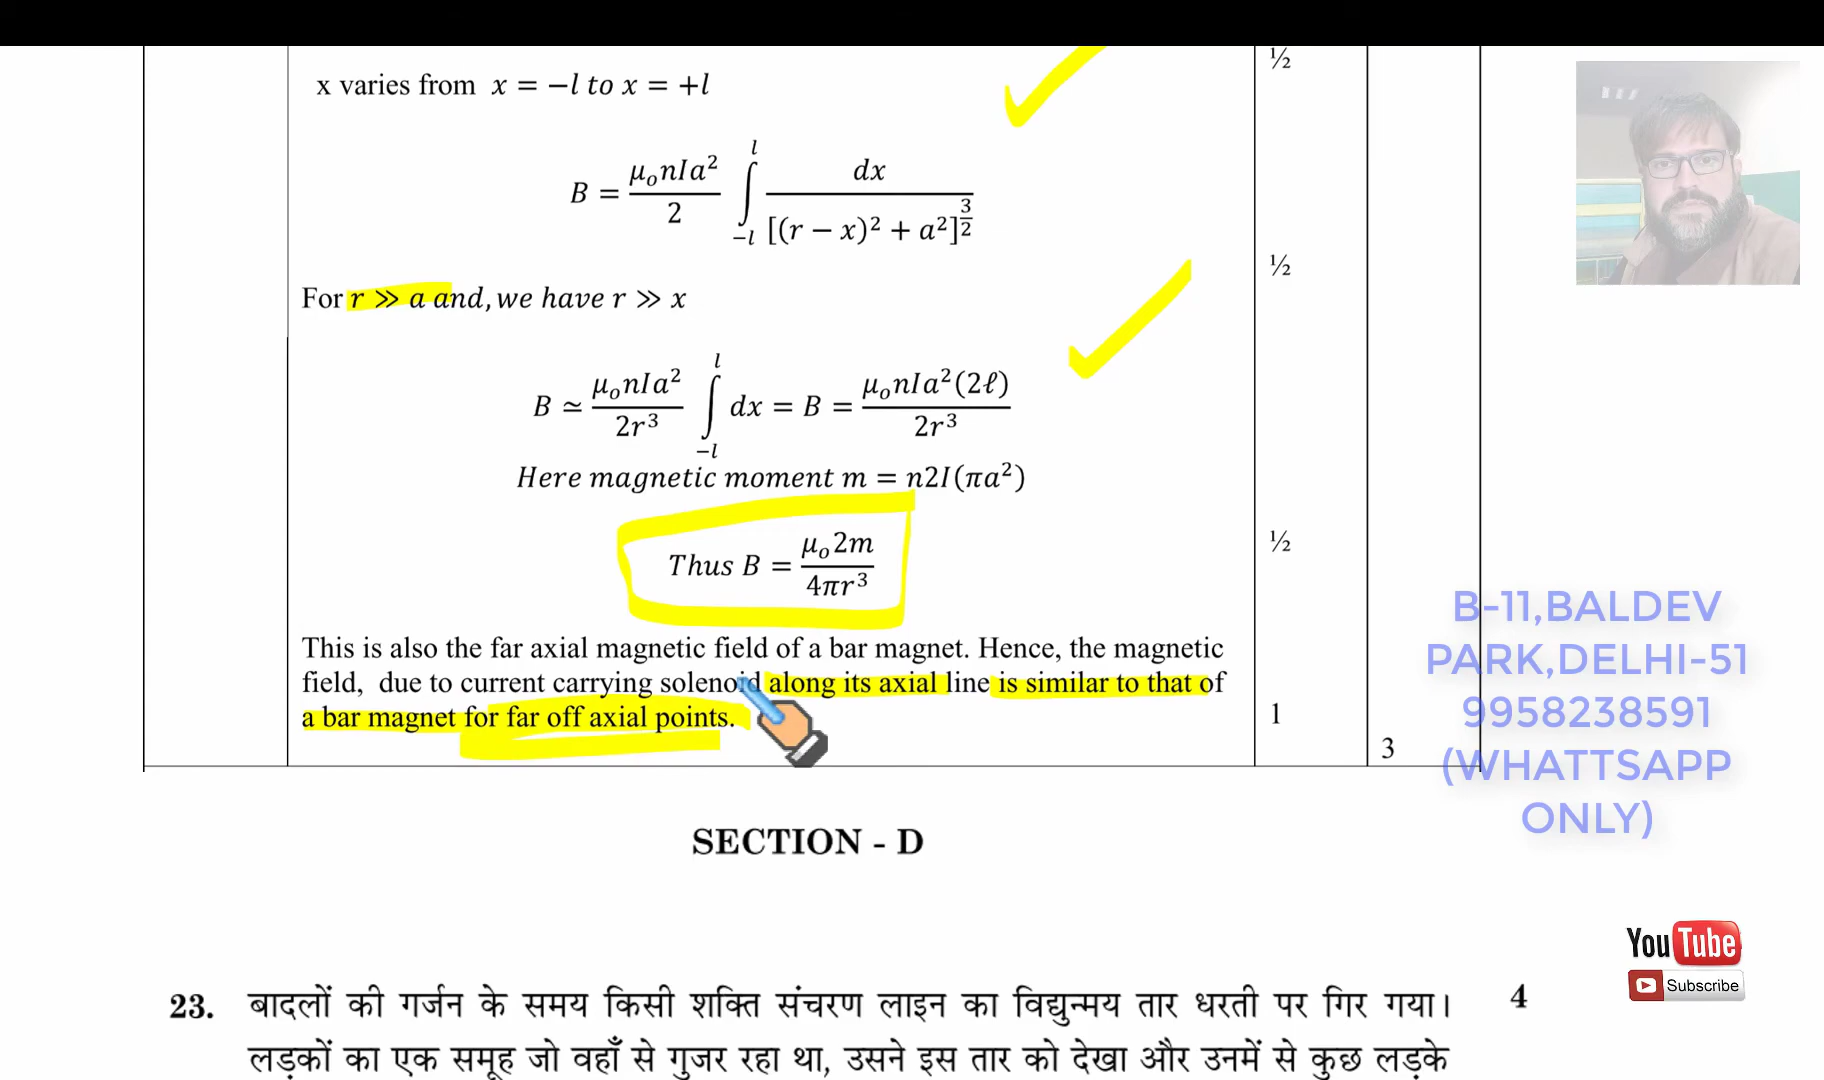 ½
x varies from x = −l to x = +l
B = μₒnIa²/2 ∫₋ₗˡ dx/[(r − x)² + a²]^(3/2)
½
For r ≫ a and, we have r ≫ x
B ≃ μₒnIa²/2r³ ∫₋ₗˡ dx = B = μₒnIa²(2ℓ)/2r³
Here magnetic moment m = n2I(πa²)
Thus B = μₒ2m/4πr³
½
This is also the far axial magnetic field of a bar magnet. Hence, the magnetic
field, due to current carrying solenoid along its axial line is similar to that of
a bar magnet for far off axial points.
1
3
B-11,BALDEV
PARK,DELHI-51
9958238591
(WHATTSAPP
ONLY)
SECTION - D
YouTube
Subscribe
23. बादलों की गर्जन के समय किसी शक्ति संचरण लाइन का विद्युन्मय तार धरती पर गिर गया। 4
लड़कों का एक समूह जो वहाँ से गुजर रहा था, उसने इस तार को देखा और उनमें से कुछ लड़के